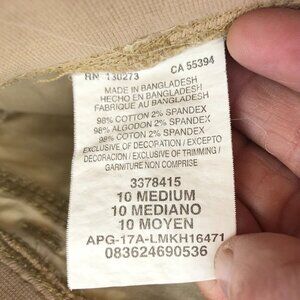 RN 130273 CA 55394
MADE IN BANGLADESH
HECHO EN BANGLADESH
FABRIQUE AU BANGLADESH
98% COTTON 2% SPANDEX
98% ALGODON 2% SPANDEX
98% COTTON 2% SPANDEX
EXCLUSIVE OF DECORATION / EXCEPTO
DECORACION / EXCLUSIVE OF TRIMMING /
GARNITURE NON COMPRISE
3378415
10 MEDIUM
10 MEDIANO
10 MOYEN
APG-17A-LMKH16471
083624690536